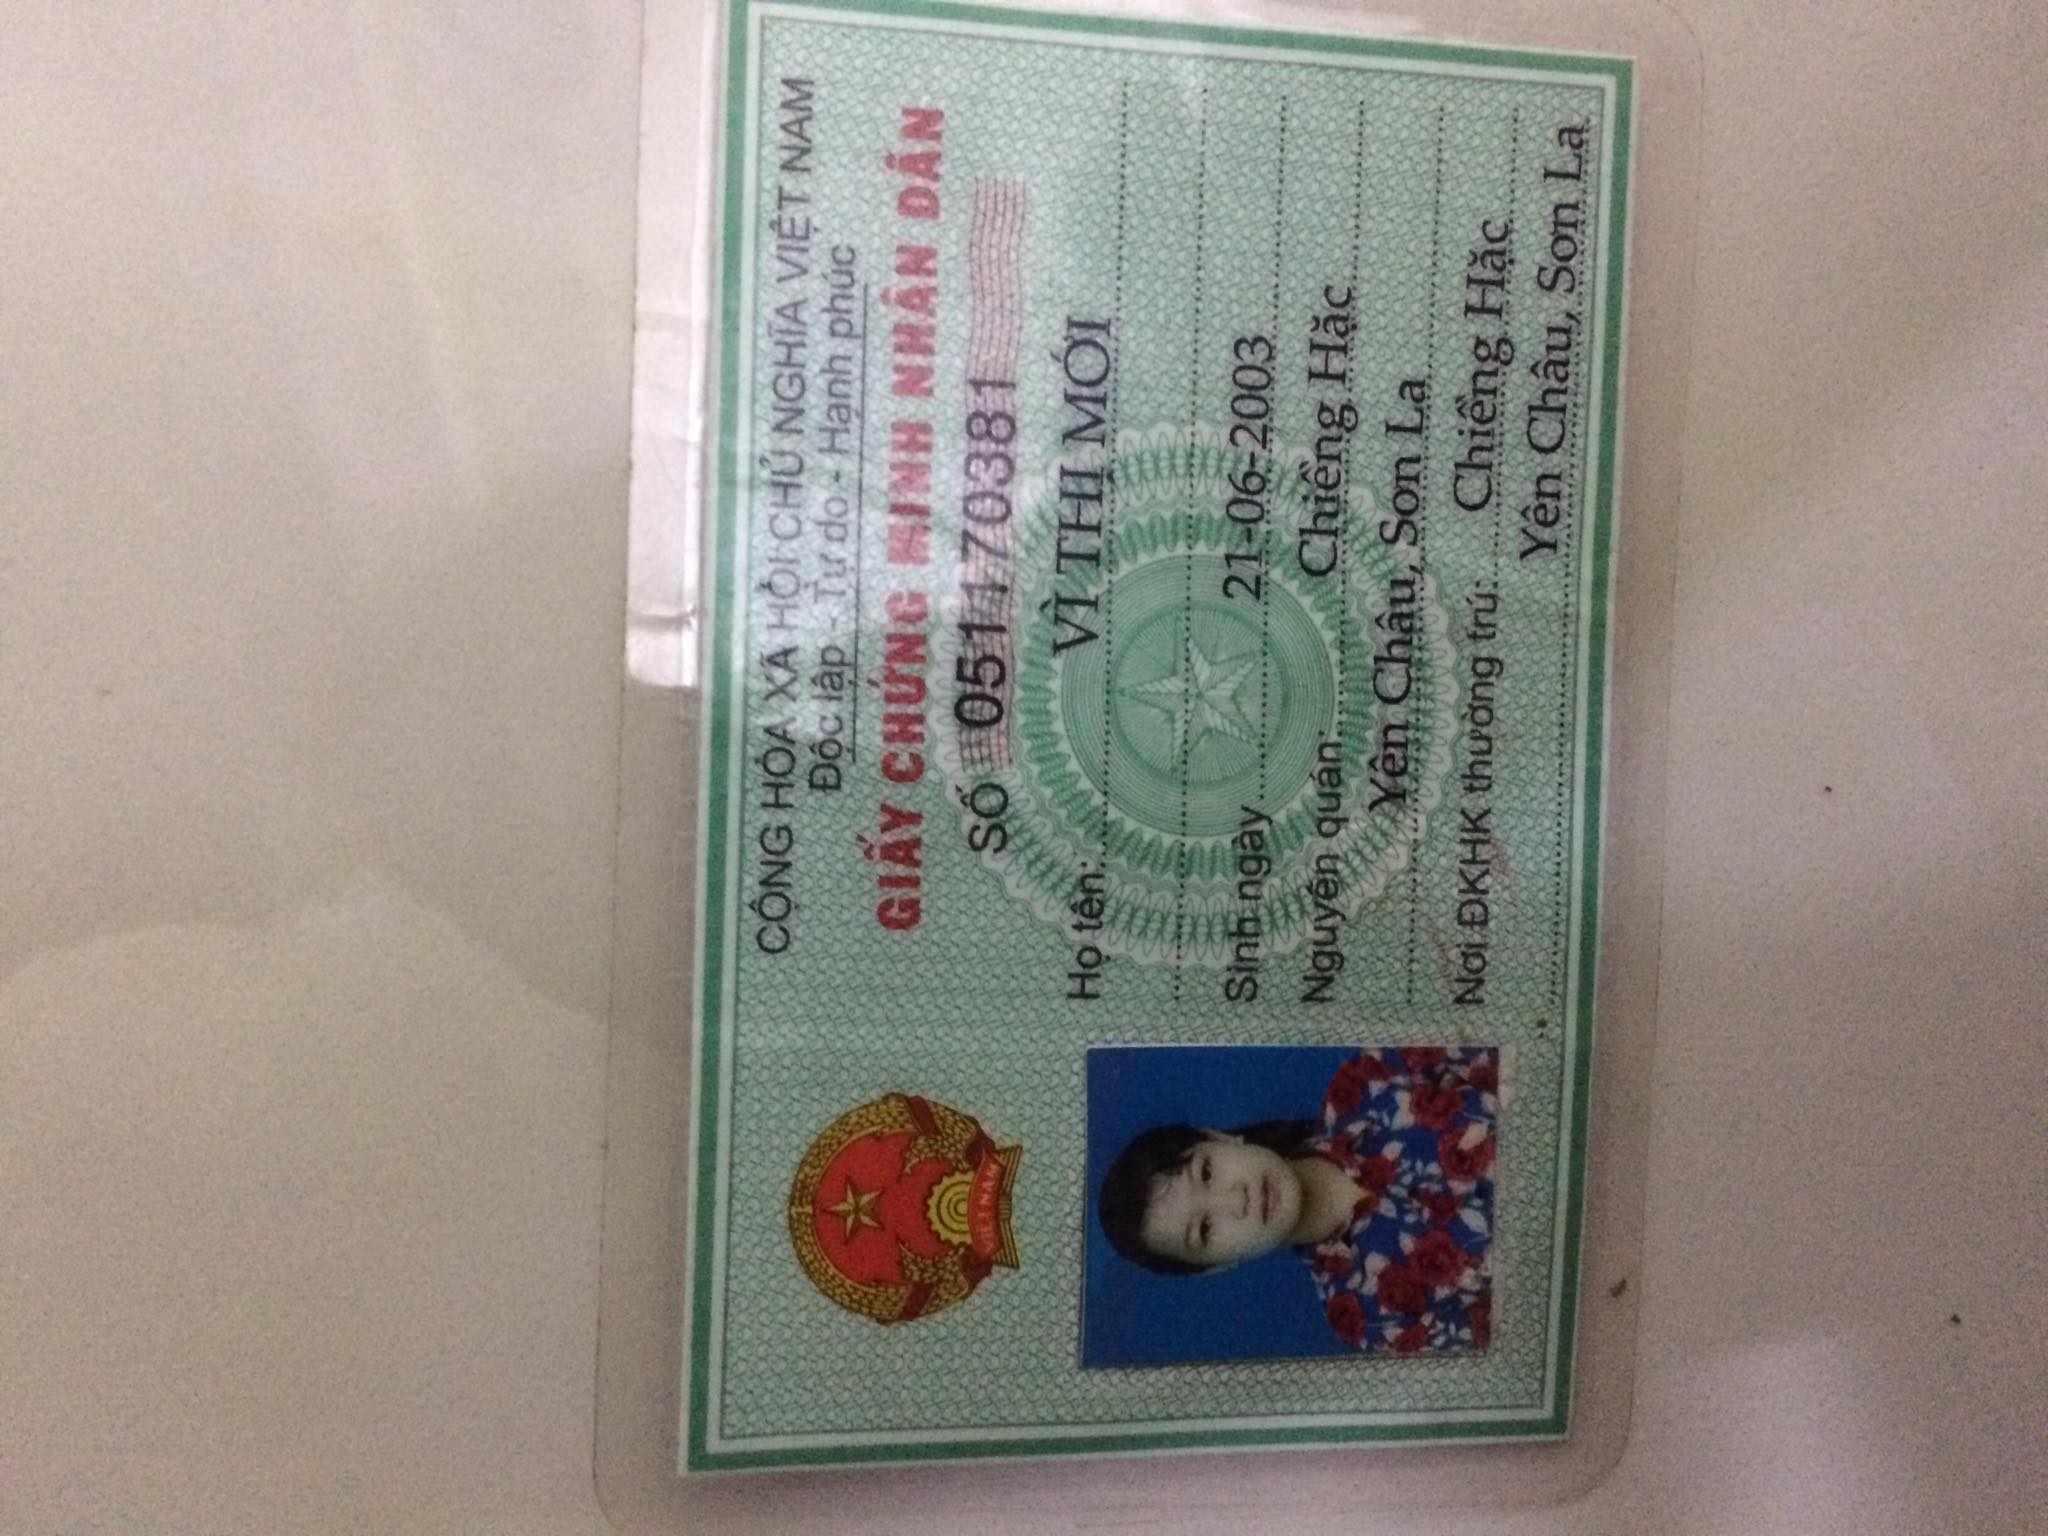 CỘNG HÒA XÃ HỘI CHỦ NGHĨA VIỆT NAM
Độc lập - Tự do - Hạnh phúc
GIẤY CHỨNG MINH NHÂN DÂN
SỐ 051170381
Họ tên: VÌ THỊ MỚI
Sinh ngày 21-06-2003
Nguyên quán: Chiềng Hặc
Yên Châu, Sơn La
Nơi ĐKHK thường trú: Chiềng Hặc
Yên Châu, Sơn La
VIỆT NAM